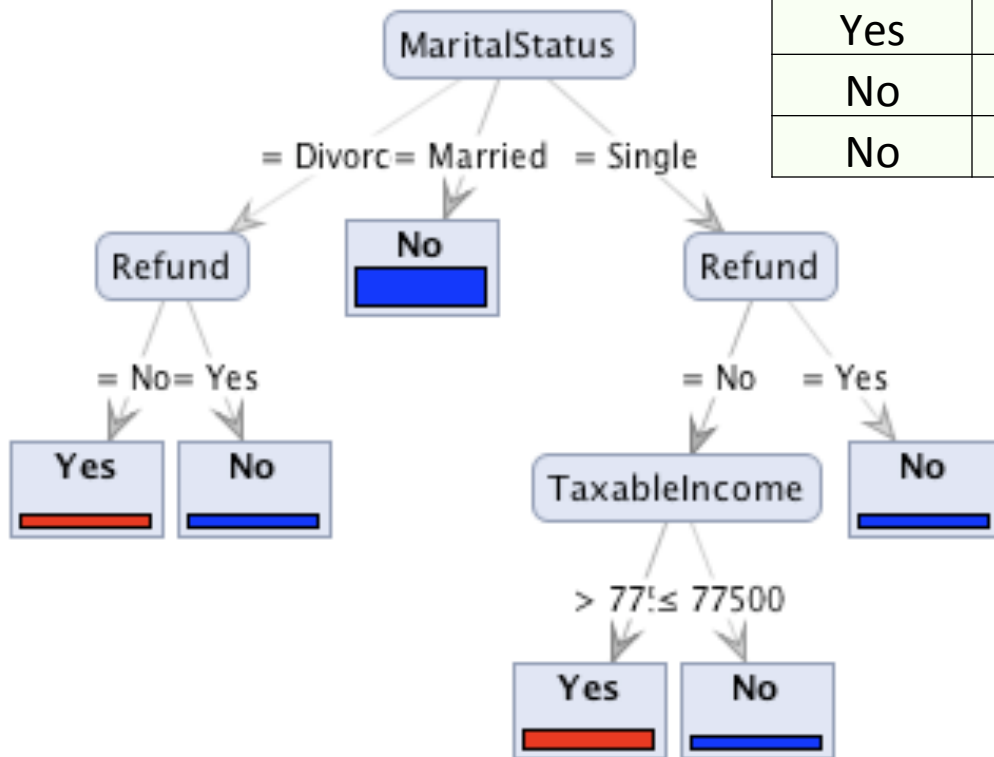 Yes
No
No
MaritalStatus
= Divorc= Married = Single
Refund
No
Refund
= No= Yes
= No = Yes
Yes
No
TaxableIncome
No
> 77 ≤ 77500
Yes
No